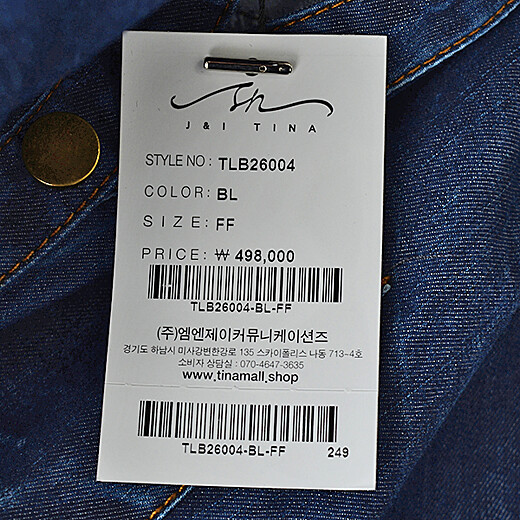 J&I TINA
STYLE NO: TLB26004
COLOR: BL
SIZE: FF
PRICE: ₩ 498,000
TLB26004-BL-FF
(주)엠엔제이커뮤니케이션즈
경기도 하남시 미사강변한강로 135 스카이폴리스 나동 713-4호
소비자 상담실 : 070-4647-3635
www.tinamall.shop
TLB26004-BL-FF 249